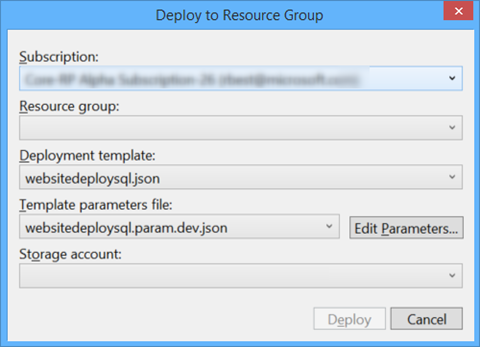 Deploy to Resource Group
Subscription:
Resource group:
Deployment template:
websitedeploysql.json
Template parameters file:
websitedeploysql.param.dev.json
Edit Parameters...
Storage account:
Deploy
Cancel